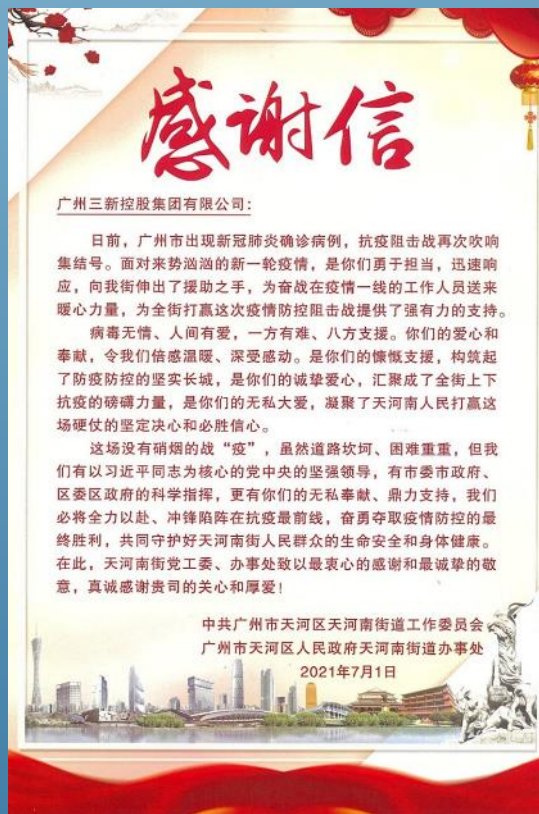 感谢信
广州三新控股集团有限公司：
日前，广州市出现新冠肺炎确诊病例，抗疫阻击战再次吹响
集结号。面对来势汹汹的新一轮疫情，是你们勇于担当，迅速响
应，向我街伸出了援助之手，为奋战在疫情一线的工作人员送来
暖心力量，为全街打赢这次疫情防控阻击战提供了强有力的支持。
病毒无情、人间有爱，一方有难、八方支援。你们的爱心和
奉献，令我们倍感温暖、深受感动。是你们的慷慨支援，构筑起
了防疫防控的坚实长城，是你们的诚挚爱心，汇聚成了全街上下
抗疫的磅礴力量，是你们的无私大爱，凝聚了天河南人民打赢这
场硬仗的坚定决心和必胜信心。
这场没有硝烟的战“疫”，虽然道路坎坷、困难重重，但我
们有以习近平同志为核心的党中央的坚强领导，有市委市政府、
区委区政府的科学指挥，更有你们的无私奉献、鼎力支持，我们
必将全力以赴、冲锋陷阵在抗疫最前线，奋勇夺取疫情防控的最
终胜利，共同守护好天河南街人民群众的生命安全和身体健康。
在此，天河南街党工委、办事处致以最衷心的感谢和最诚挚的敬
意，真诚感谢贵司的关心和厚爱！
中共广州市天河区天河南街道工作委员会
广州市天河区人民政府天河南街道办事处
2021年7月1日